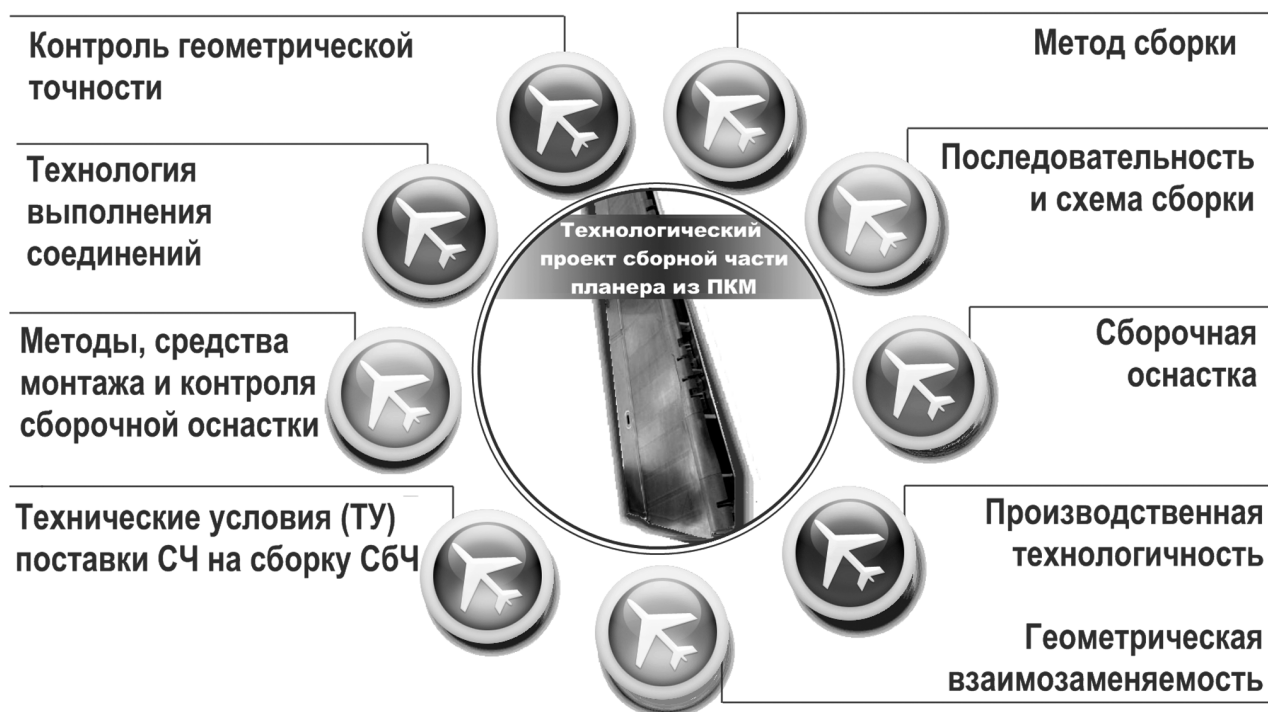 Контроль геометрической
точности
Технология
выполнения
соединений
Методы, средства
монтажа и контроля
сборочной оснастки
Технические условия (ТУ)
поставки СЧ на сборку СбЧ
Технологический
проект сборной части
планера из ПКМ
Метод сборки
Последовательность
и схема сборки
Сборочная
оснастка
Производственная
технологичность
Геометрическая
взаимозаменяемость